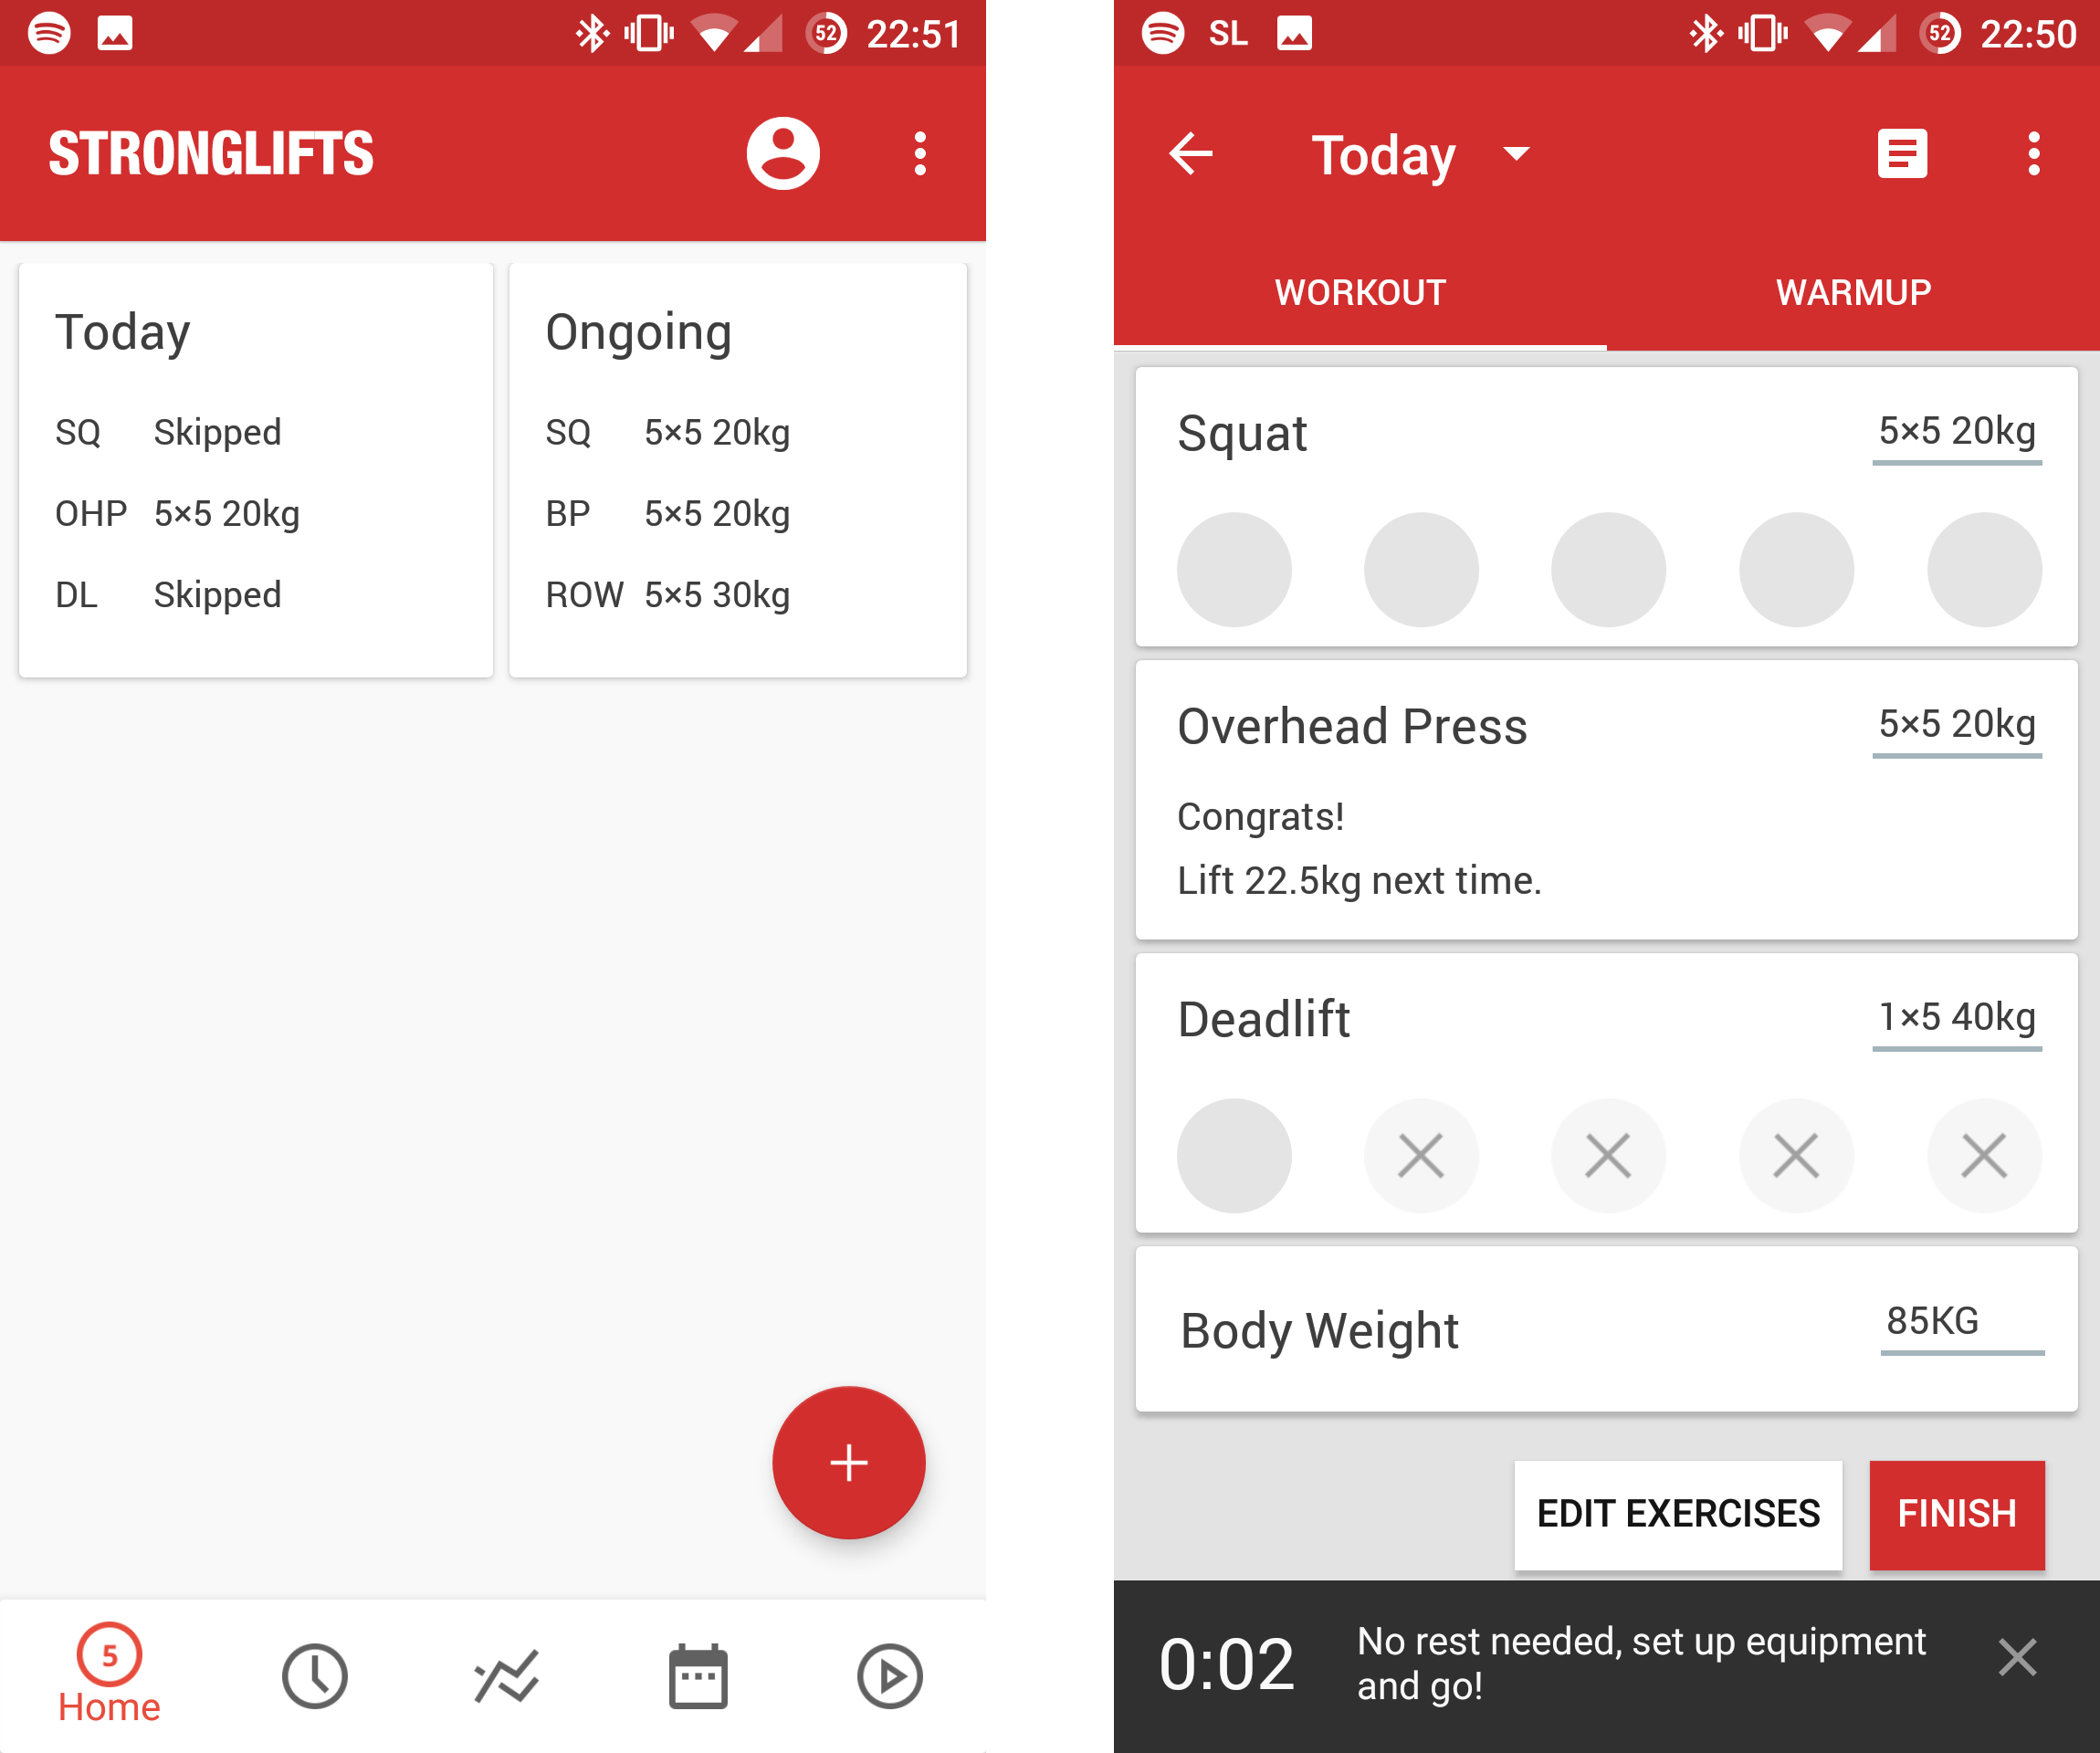 52 22:51
STRONGLIFTS
Today
SQ Skipped
OHP 5×5 20kg
DL Skipped
Ongoing
SQ 5×5 20kg
BP 5×5 20kg
ROW 5×5 30kg
+
5
Home
SL 52 22:50
Today
WORKOUT WARMUP
Squat 5×5 20kg
Overhead Press 5×5 20kg
Congrats!
Lift 22.5kg next time.
Deadlift 1×5 40kg
Body Weight 85KG
EDIT EXERCISES FINISH
0:02
No rest needed, set up equipment
and go!